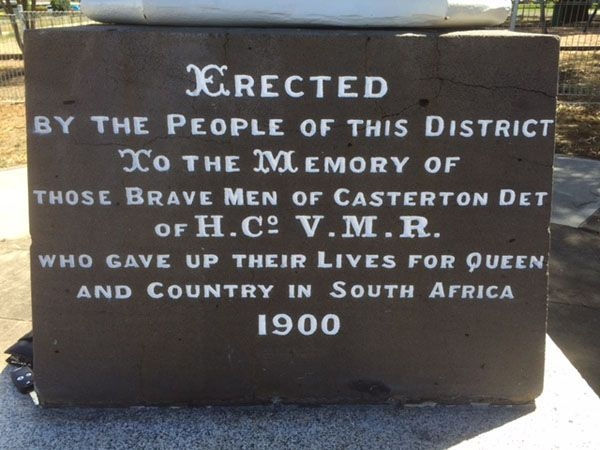 Erected
by the People of this District
To the Memory of
those Brave Men of Casterton Det
of H.Co V.M.R.
who gave up their Lives for Queen
and Country in South Africa
1900